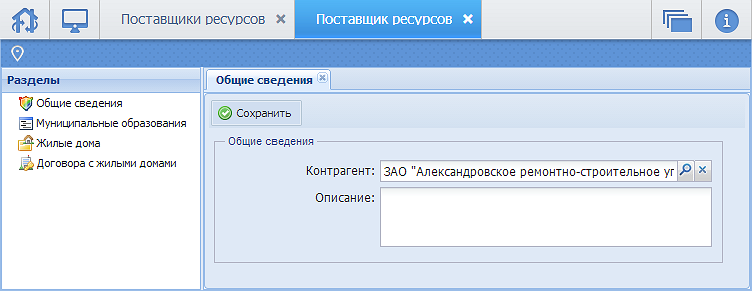 Поставщики ресурсов
Поставщик ресурсов
Разделы
Общие сведения
Муниципальные образования
Жилые дома
Договора с жилыми домами
Общие сведения
Сохранить
Общие сведения
Контрагент: ЗАО "Александровское ремонтно-строительное уг
Описание: